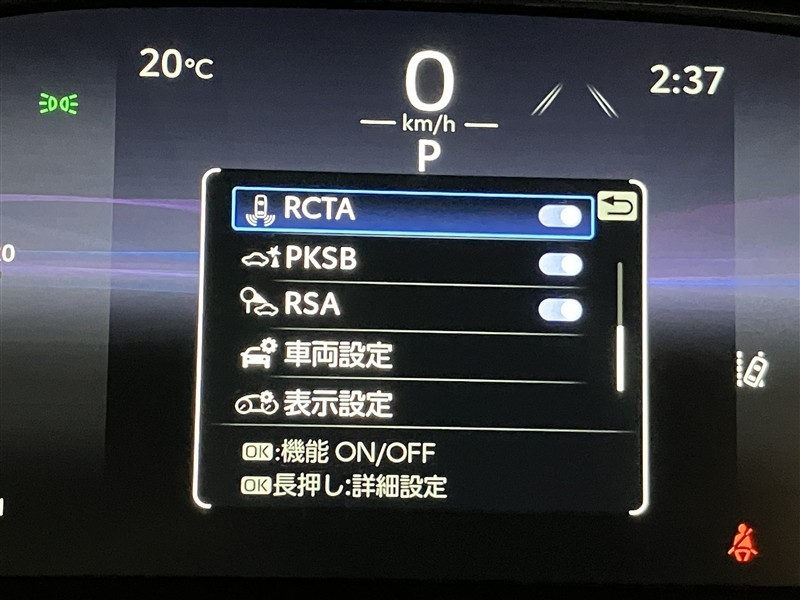 20°C
0
2:37
km/h
P
RCTA
PKSB
RSA
車両設定
表示設定
OK:機能 ON/OFF
OK長押し:詳細設定